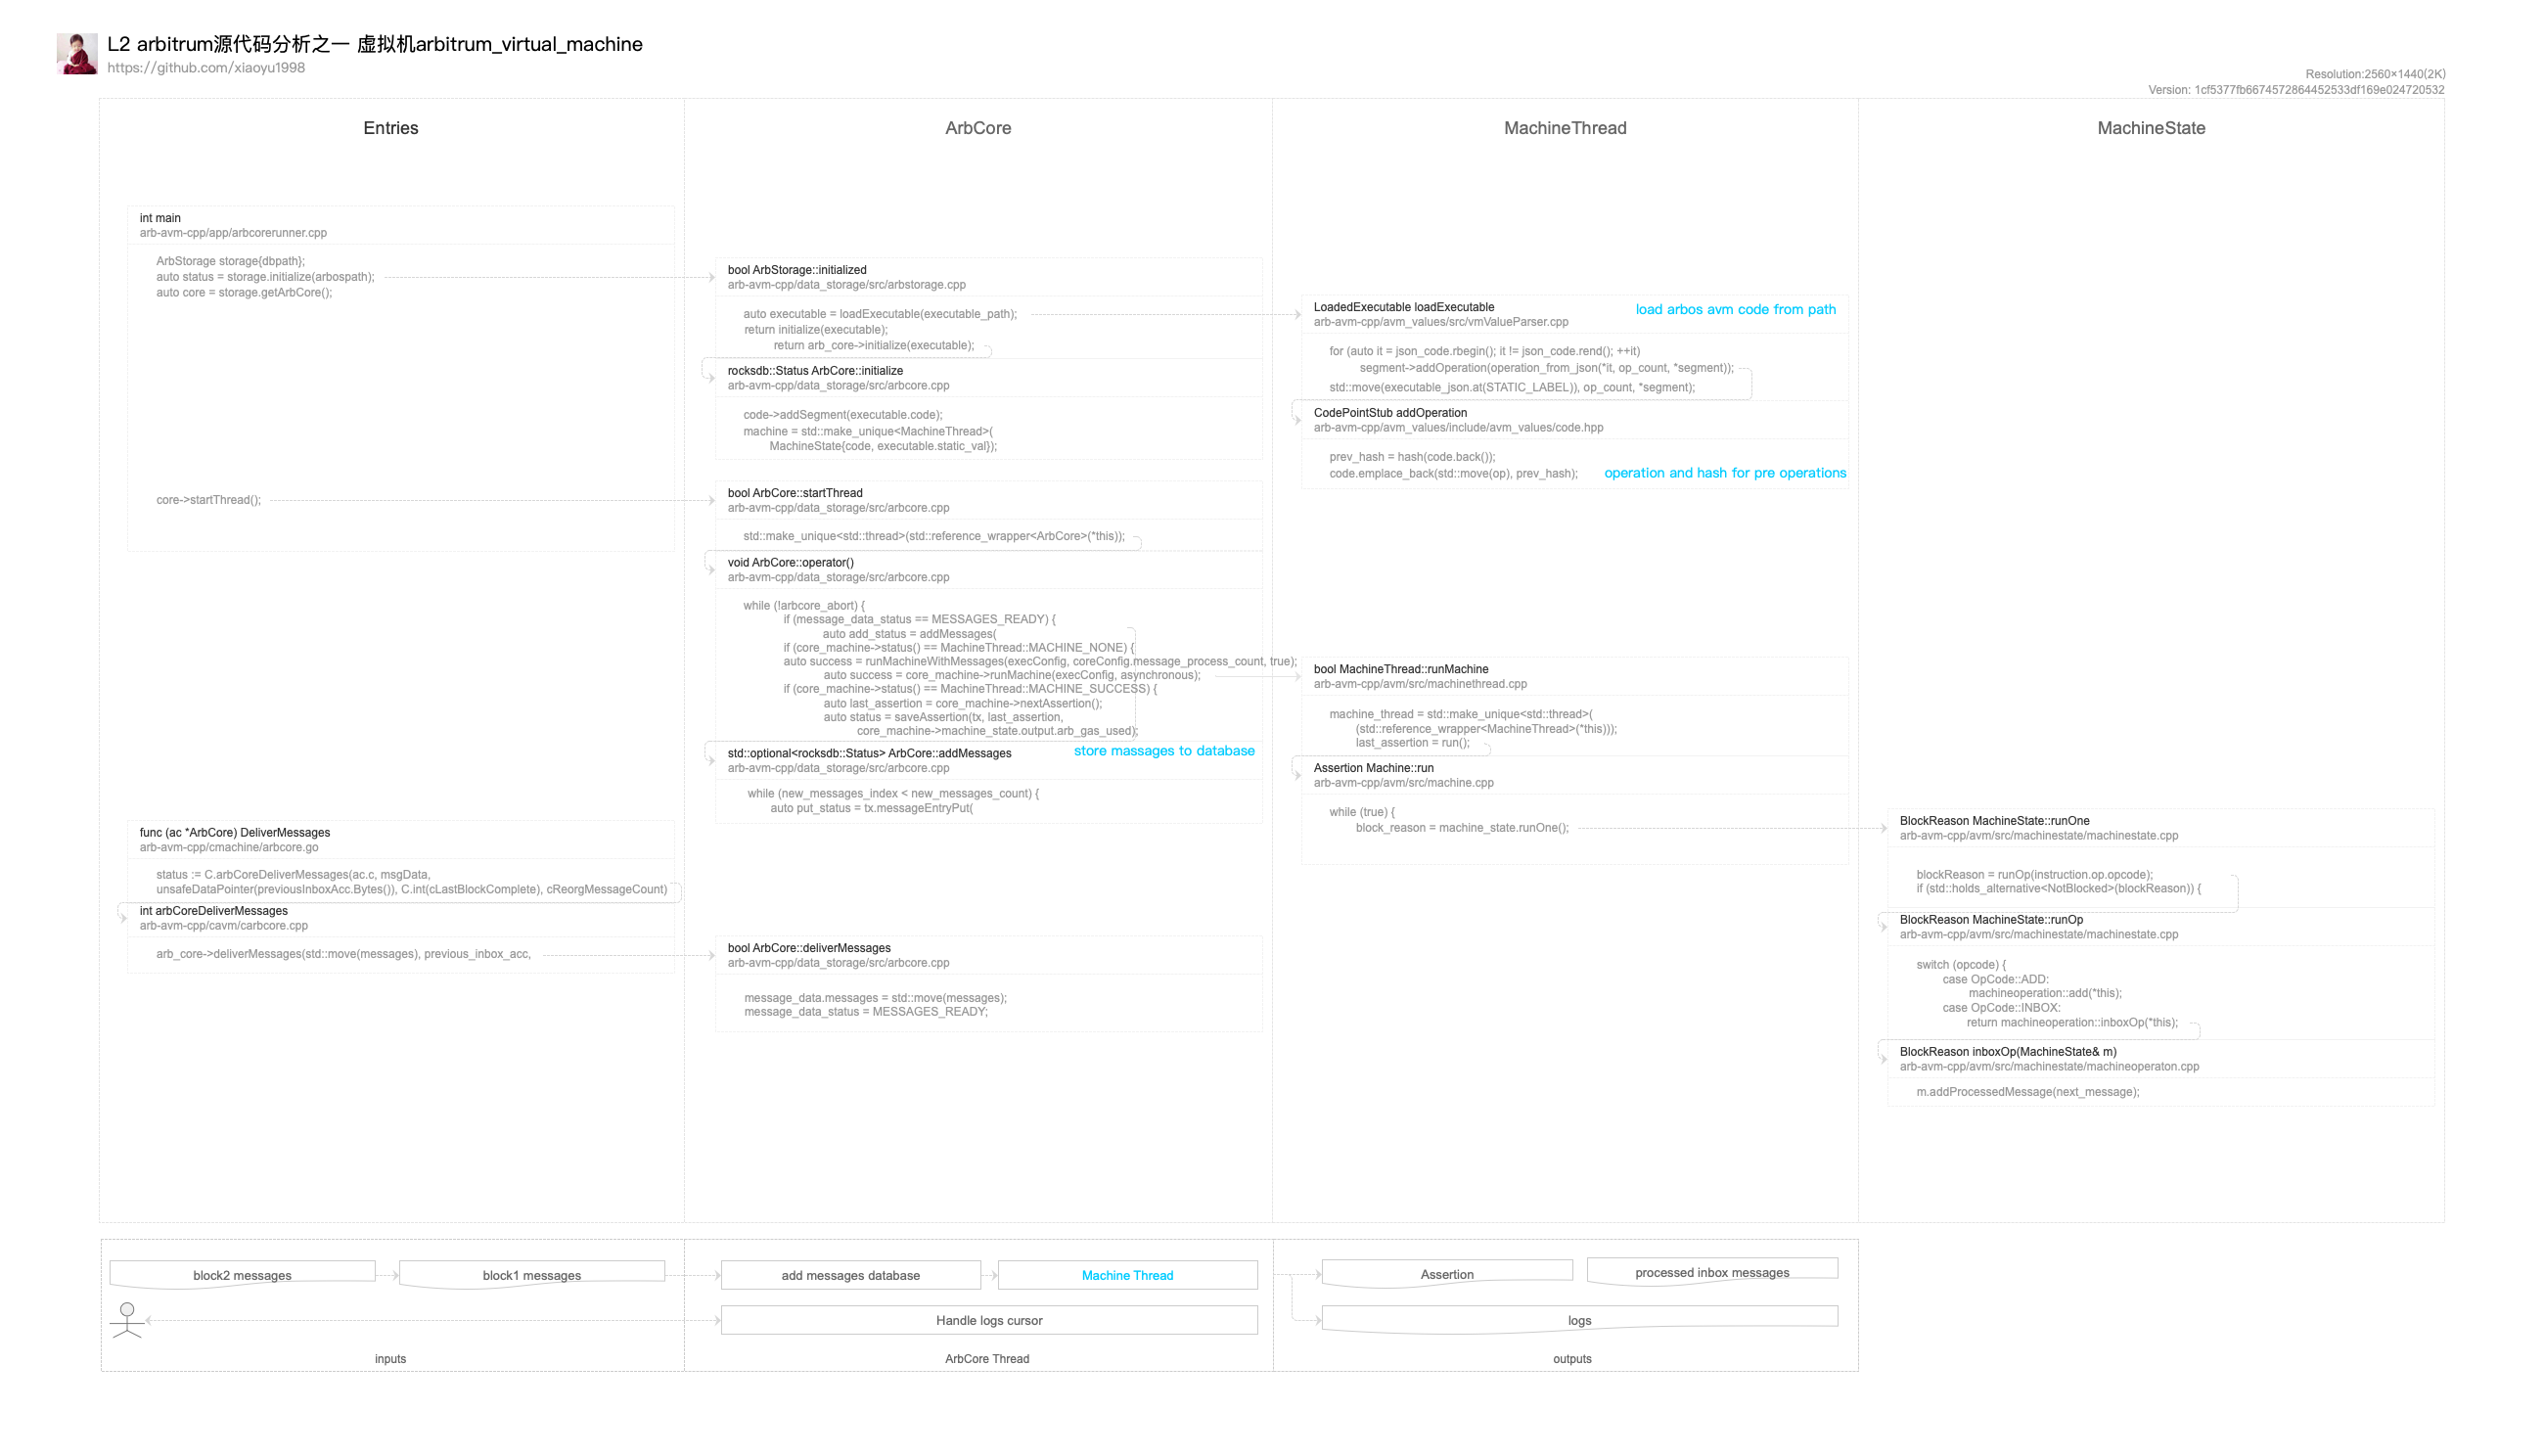 L2 arbitrum源代码分析之一 虚拟机arbitrum_virtual_machine
https://github.com/xiaoyu1998
Resolution:2560×1440(2K)
Version: 1cf5377fb6674572864452533df169e024720532
Entries
ArbCore
MachineThread
MachineState
int main
arb-avm-cpp/app/arbcorerunner.cpp
ArbStorage storage{dbpath};
auto status = storage.initialize(arbospath);
auto core = storage.getArbCore();
core->startThread();
func (ac *ArbCore) DeliverMessages
arb-avm-cpp/cmachine/arbcore.go
status := C.arbCoreDeliverMessages(ac.c, msgData,
unsafeDataPointer(previousInboxAcc.Bytes()), C.int(cLastBlockComplete), cReorgMessageCount)
int arbCoreDeliverMessages
arb-avm-cpp/cavm/carbcore.cpp
arb_core->deliverMessages(std::move(messages), previous_inbox_acc,
bool ArbStorage::initialized
arb-avm-cpp/data_storage/src/arbstorage.cpp
auto executable = loadExecutable(executable_path);
return initialize(executable);
return arb_core->initialize(executable);
rocksdb::Status ArbCore::initialize
arb-avm-cpp/data_storage/src/arbcore.cpp
code->addSegment(executable.code);
machine = std::make_unique<MachineThread>(
MachineState{code, executable.static_val});
bool ArbCore::startThread
arb-avm-cpp/data_storage/src/arbcore.cpp
std::make_unique<std::thread>(std::reference_wrapper<ArbCore>(*this));
void ArbCore::operator()
arb-avm-cpp/data_storage/src/arbcore.cpp
while (!arbcore_abort) {
if (message_data_status == MESSAGES_READY) {
auto add_status = addMessages(
if (core_machine->status() == MachineThread::MACHINE_NONE) {
auto success = runMachineWithMessages(execConfig, coreConfig.message_process_count, true);
auto success = core_machine->runMachine(execConfig, asynchronous);
if (core_machine->status() == MachineThread::MACHINE_SUCCESS) {
auto last_assertion = core_machine->nextAssertion();
auto status = saveAssertion(tx, last_assertion,
core_machine->machine_state.output.arb_gas_used);
std::optional<rocksdb::Status> ArbCore::addMessages
store massages to database
arb-avm-cpp/data_storage/src/arbcore.cpp
while (new_messages_index < new_messages_count) {
auto put_status = tx.messageEntryPut(
bool ArbCore::deliverMessages
arb-avm-cpp/data_storage/src/arbcore.cpp
message_data.messages = std::move(messages);
message_data_status = MESSAGES_READY;
LoadedExecutable loadExecutable
load arbos avm code from path
arb-avm-cpp/avm_values/src/vmValueParser.cpp
for (auto it = json_code.rbegin(); it != json_code.rend(); ++it)
segment->addOperation(operation_from_json(*it, op_count, *segment));
std::move(executable_json.at(STATIC_LABEL)), op_count, *segment);
CodePointStub addOperation
arb-avm-cpp/avm_values/include/avm_values/code.hpp
prev_hash = hash(code.back());
code.emplace_back(std::move(op), prev_hash);
operation and hash for pre operations
bool MachineThread::runMachine
arb-avm-cpp/avm/src/machinethread.cpp
machine_thread = std::make_unique<std::thread>(
(std::reference_wrapper<MachineThread>(*this)));
last_assertion = run();
Assertion Machine::run
arb-avm-cpp/avm/src/machine.cpp
while (true) {
block_reason = machine_state.runOne();
BlockReason MachineState::runOne
arb-avm-cpp/avm/src/machinestate/machinestate.cpp
blockReason = runOp(instruction.op.opcode);
if (std::holds_alternative<NotBlocked>(blockReason)) {
BlockReason MachineState::runOp
arb-avm-cpp/avm/src/machinestate/machinestate.cpp
switch (opcode) {
case OpCode::ADD:
machineoperation::add(*this);
case OpCode::INBOX:
return machineoperation::inboxOp(*this);
BlockReason inboxOp(MachineState& m)
arb-avm-cpp/avm/src/machinestate/machineoperaton.cpp
m.addProcessedMessage(next_message);
block2 messages
block1 messages
add messages database
Machine Thread
Assertion
processed inbox messages
Handle logs cursor
logs
inputs
ArbCore Thread
outputs